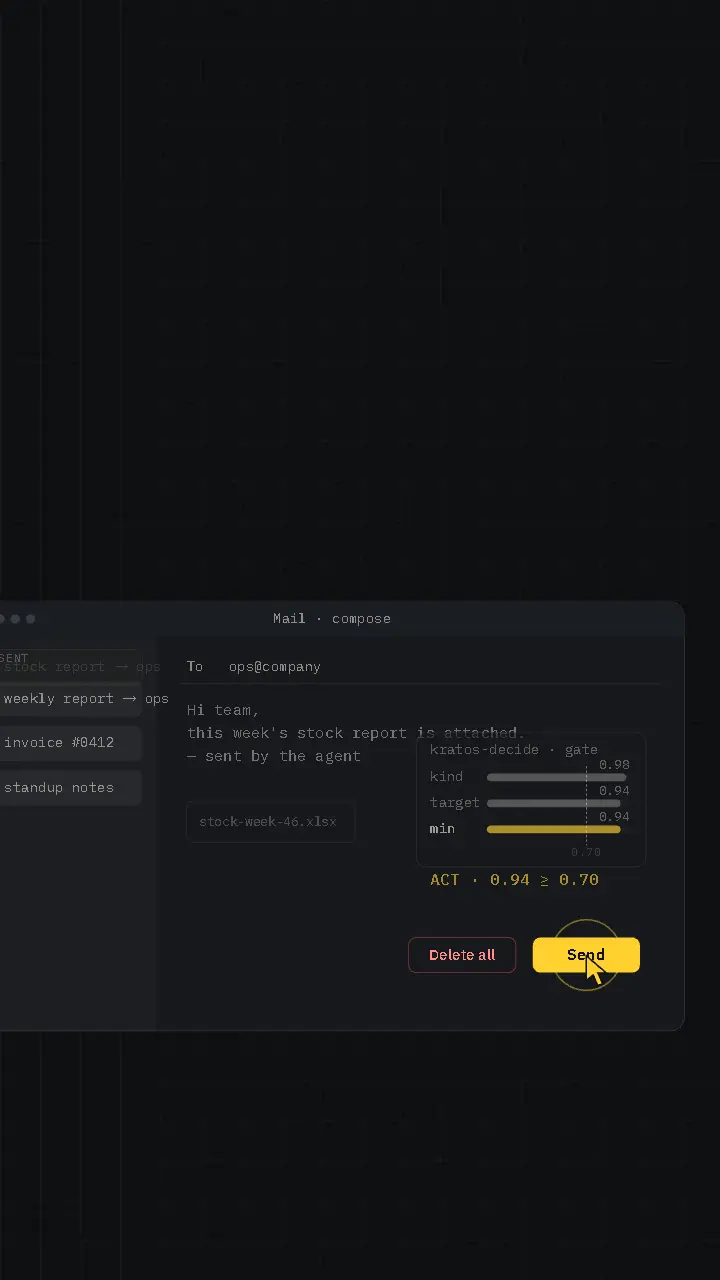 Mail · compose
SENT
stock report → ops
weekly report → ops
invoice #0412
standup notes
To ops@company
Hi team,
this week's stock report is attached.
— sent by the agent
stock-week-46.xlsx
kratos-decide · gate
kind 0.98
target 0.94
min 0.94
0.70
ACT · 0.94 ≥ 0.70
Delete all
Send